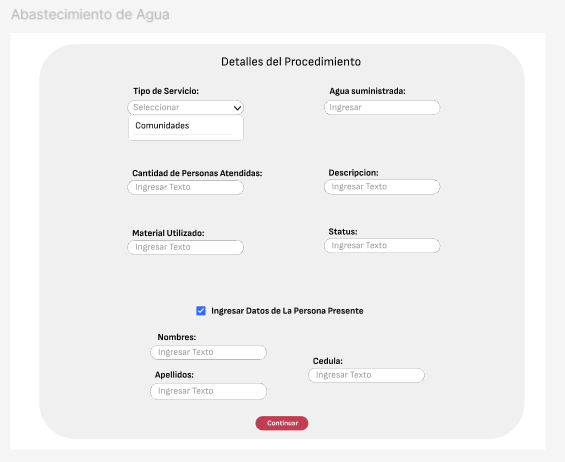 Abastecimiento de Agua
Detalles del Procedimiento
Tipo de Servicio:
Agua suministrada:
Seleccionar
Ingresar
Comunidades
Cantidad de Personas Atendidas:
Descripcion:
Ingresar Texto
Ingresar Texto
Material Utilizado:
Status:
Ingresar Texto
Ingresar Texto
Ingresar Datos de La Persona Presente
Nombres:
Ingresar Texto
Cedula:
Apellidos:
Ingresar Texto
Ingresar Texto
Continuar